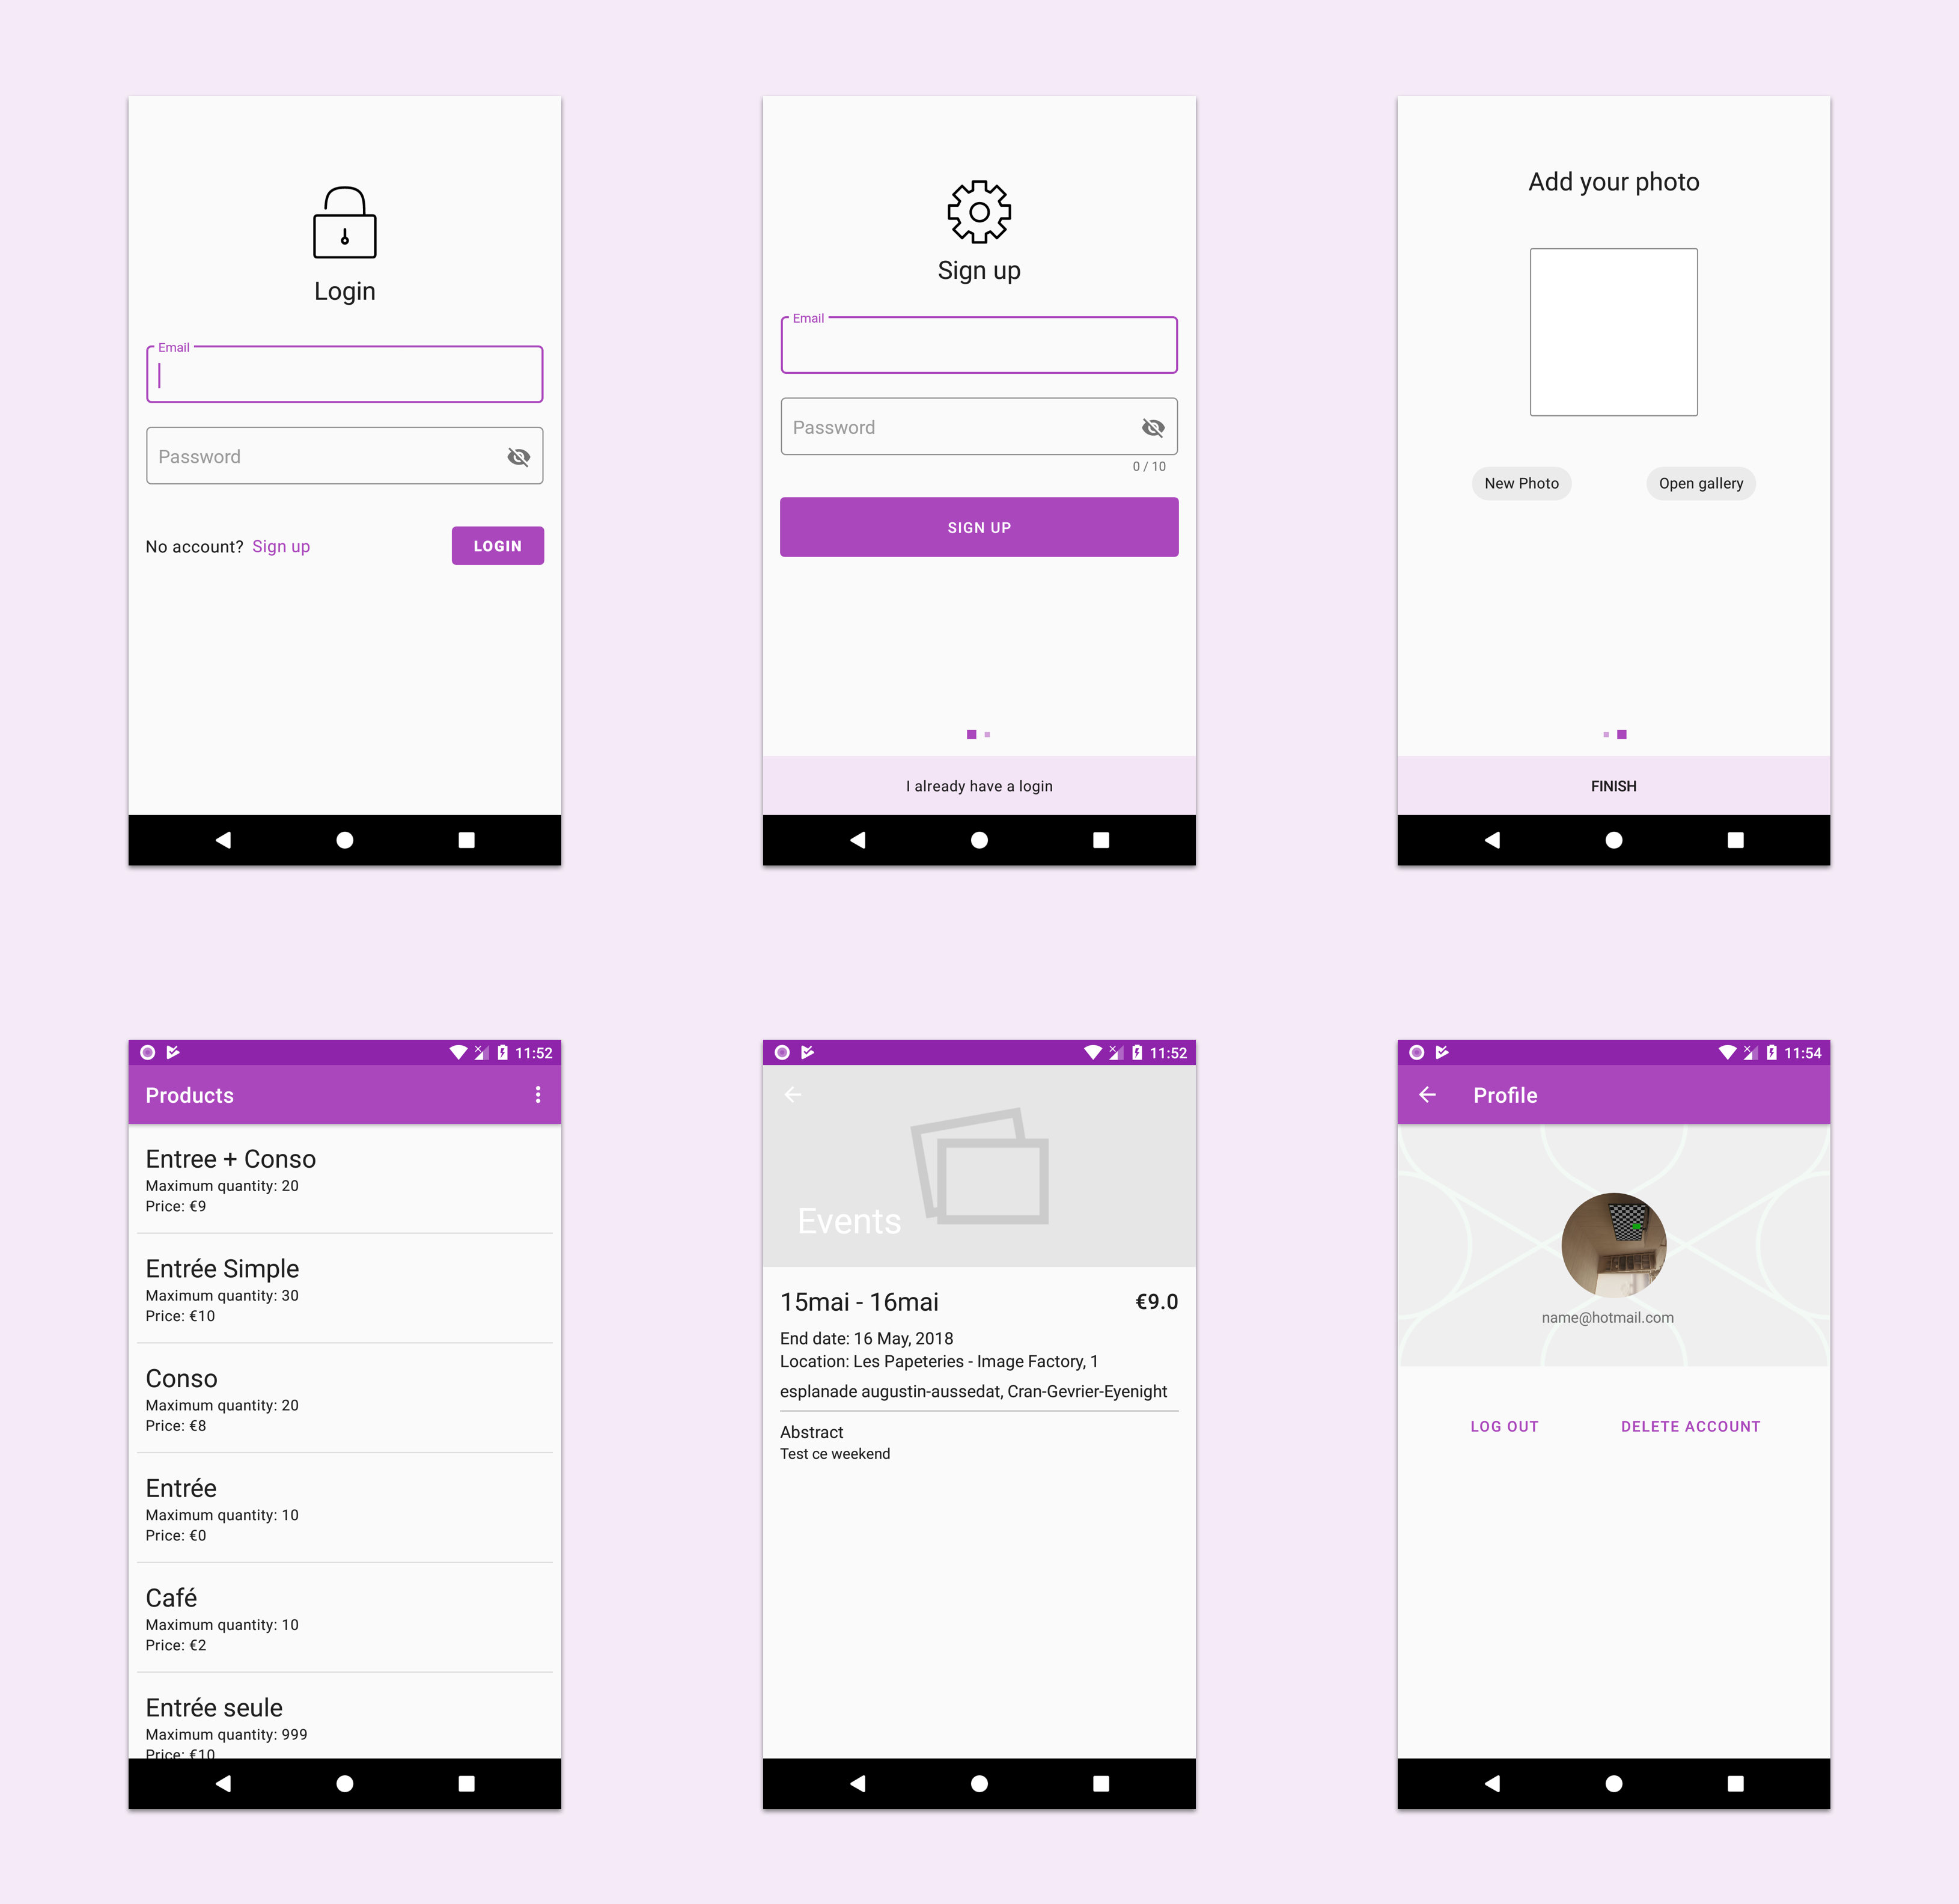 Login
Email
Password
No account? Sign up
LOGIN
Sign up
Email
Password
0 / 10
SIGN UP
I already have a login
Add your photo
New Photo
Open gallery
FINISH
11:52
Products
Entree + Conso
Maximum quantity: 20
Price: €9
Entrée Simple
Maximum quantity: 30
Price: €10
Conso
Maximum quantity: 20
Price: €8
Entrée
Maximum quantity: 10
Price: €0
Café
Maximum quantity: 10
Price: €2
Entrée seule
Maximum quantity: 999
Price: €10
11:52
Events
15mai - 16mai
€9.0
End date: 16 May, 2018
Location: Les Papeteries - Image Factory, 1
esplanade augustin-aussedat, Cran-Gevrier-Eyenight
Abstract
Test ce weekend
11:54
Profile
name@hotmail.com
LOG OUT
DELETE ACCOUNT